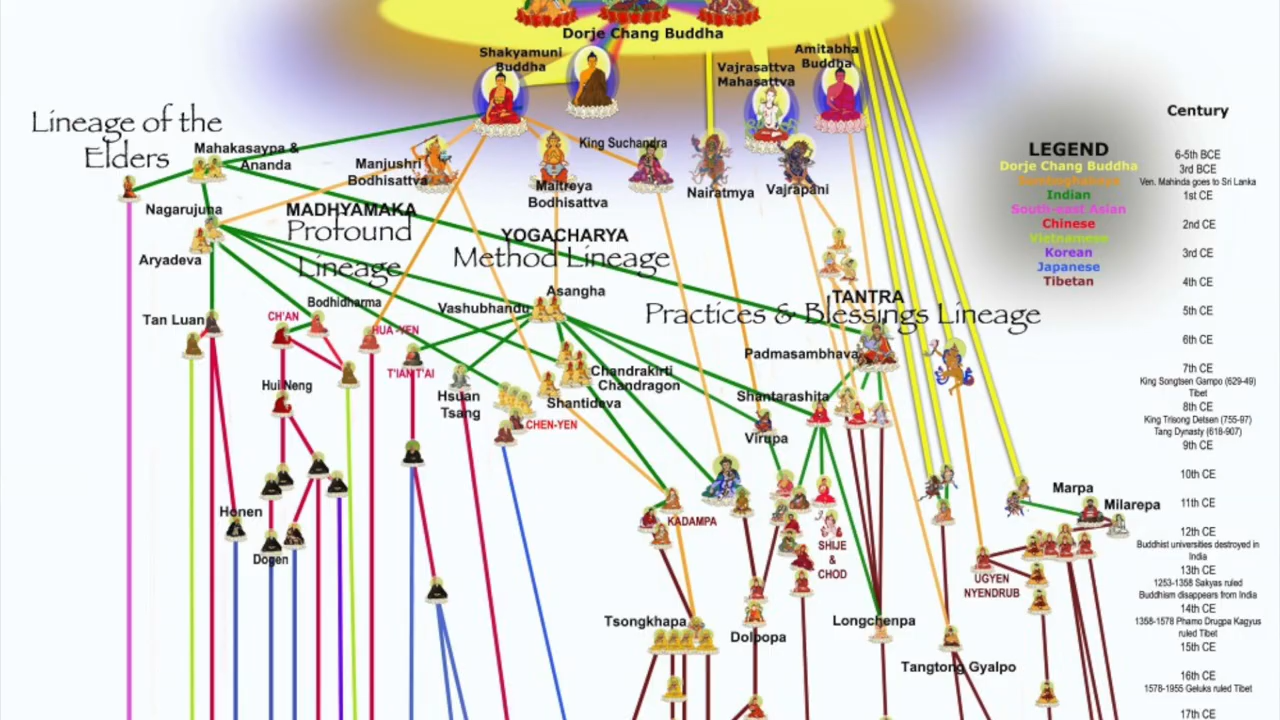 Dorje Chang Buddha
Shakyamuni
Buddha
Amitabha
Buddha
Vajrasattva
Mahasattva
Lineage of the
Elders
Mahakasaypa &
Ananda
Manjushri
Bodhisattva
King Suchandra
Maitreya
Bodhisattva
Nairatmya
Vajrapani
Nagarujuna
Aryadeva
MADHYAMAKA
Profound
Lineage
YOGACHARYA
Method Lineage
TANTRA
Practices & Blessings Lineage
Asangha
Vashubhandu
Bodhidharma
Tan Luan
CH'AN
HUA-YEN
T'IANT'AI
Hui Neng
Hsuan
Tsang
Chandrakirti
Chandragon
Shantideva
CHEN-YEN
Padmasambhava
Shantarashita
Virupa
Honen
Dogen
KADAMPA
SHIJE
&
CHOD
Marpa
Milarepa
UGYEN
NYENDRUB
Tsongkhapa
Dolpopa
Longchenpa
Tangtong Gyalpo
LEGEND
Dorje Chang Buddha
Indian
South-east Asian
Chinese
Vietnamese
Korean
Japanese
Tibetan
Century
6-5th BCE
3rd BCE
Ven. Mahinda goes to Sri Lanka
1st CE
2nd CE
3rd CE
4th CE
5th CE
6th CE
7th CE
King Songtsen Gampo (629-49)
Tibet
8th CE
King Trisong Detsen (755-97)
Tang Dynasty (618-907)
9th CE
10th CE
11th CE
12th CE
Buddhist universities destroyed in
India
13th CE
1253-1358 Sakyas ruled
Buddhism disappears from India
14th CE
1358-1578 Phamo Drugpa Kagyus
ruled Tibet
15th CE
16th CE
1578-1955 Geluks ruled Tibet
17th CE